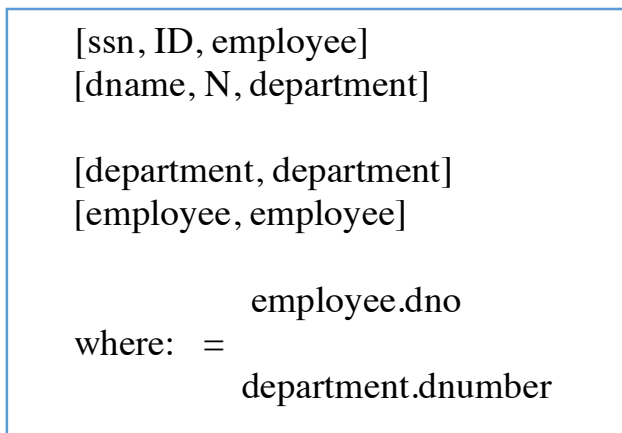 [ssn, ID, employee]
[dname, N, department]
[department, department]
[employee, employee]
employee.dno
where: =
department.dnumber